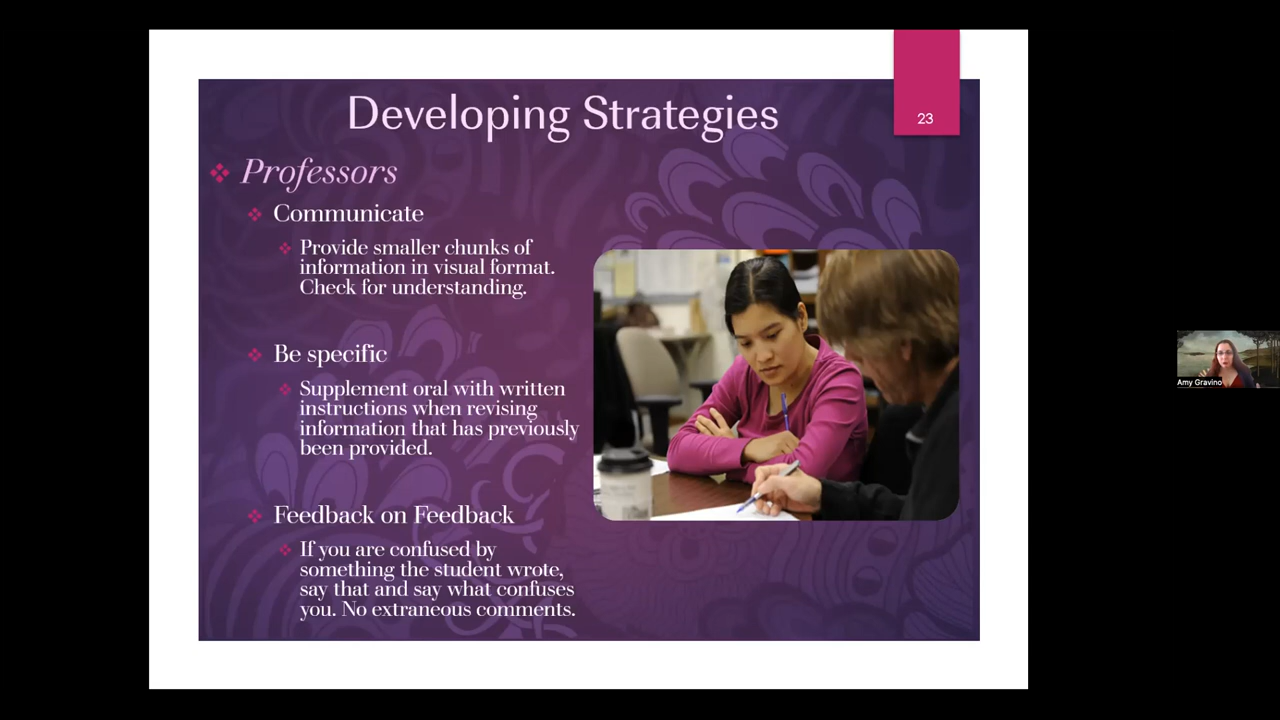 Developing Strategies
23
Professors
Communicate
Provide smaller chunks of
information in visual format.
Check for understanding.
Be specific
Supplement oral with written
instructions when revising
information that has previously
been provided.
Feedback on Feedback
If you are confused by
something the student wrote,
say that and say what confuses
you. No extraneous comments.
Amy Gravino